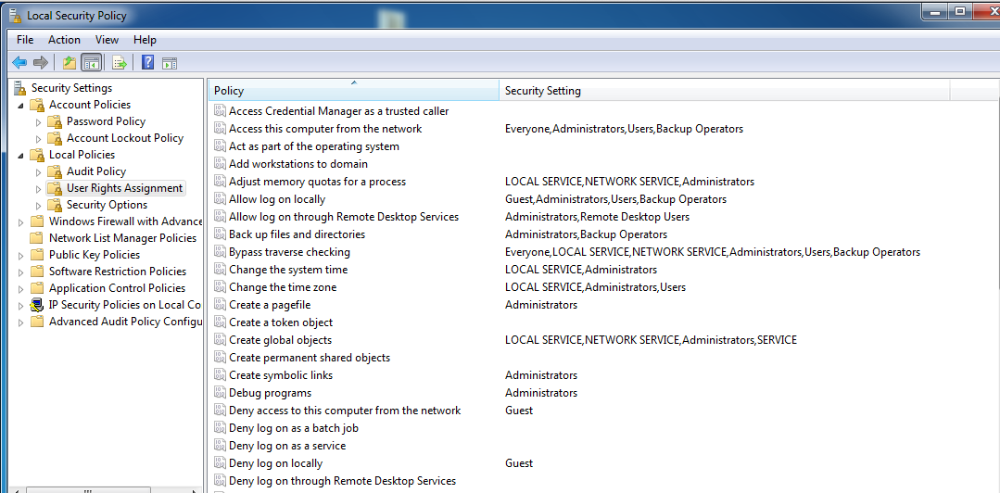 Local Security Policy
File Action View Help
Security Settings
Account Policies
Password Policy
Account Lockout Policy
Local Policies
Audit Policy
User Rights Assignment
Security Options
Windows Firewall with Advance
Network List Manager Policies
Public Key Policies
Software Restriction Policies
Application Control Policies
IP Security Policies on Local Co
Advanced Audit Policy Configu
Policy Security Setting
Access Credential Manager as a trusted caller
Access this computer from the network Everyone,Administrators,Users,Backup Operators
Act as part of the operating system
Add workstations to domain
Adjust memory quotas for a process LOCAL SERVICE,NETWORK SERVICE,Administrators
Allow log on locally Guest,Administrators,Users,Backup Operators
Allow log on through Remote Desktop Services Administrators,Remote Desktop Users
Back up files and directories Administrators,Backup Operators
Bypass traverse checking Everyone,LOCAL SERVICE,NETWORK SERVICE,Administrators,Users,Backup Operators
Change the system time LOCAL SERVICE,Administrators
Change the time zone LOCAL SERVICE,Administrators,Users
Create a pagefile Administrators
Create a token object
Create global objects LOCAL SERVICE,NETWORK SERVICE,Administrators,SERVICE
Create permanent shared objects
Create symbolic links Administrators
Debug programs Administrators
Deny access to this computer from the network Guest
Deny log on as a batch job
Deny log on as a service
Deny log on locally Guest
Deny log on through Remote Desktop Services